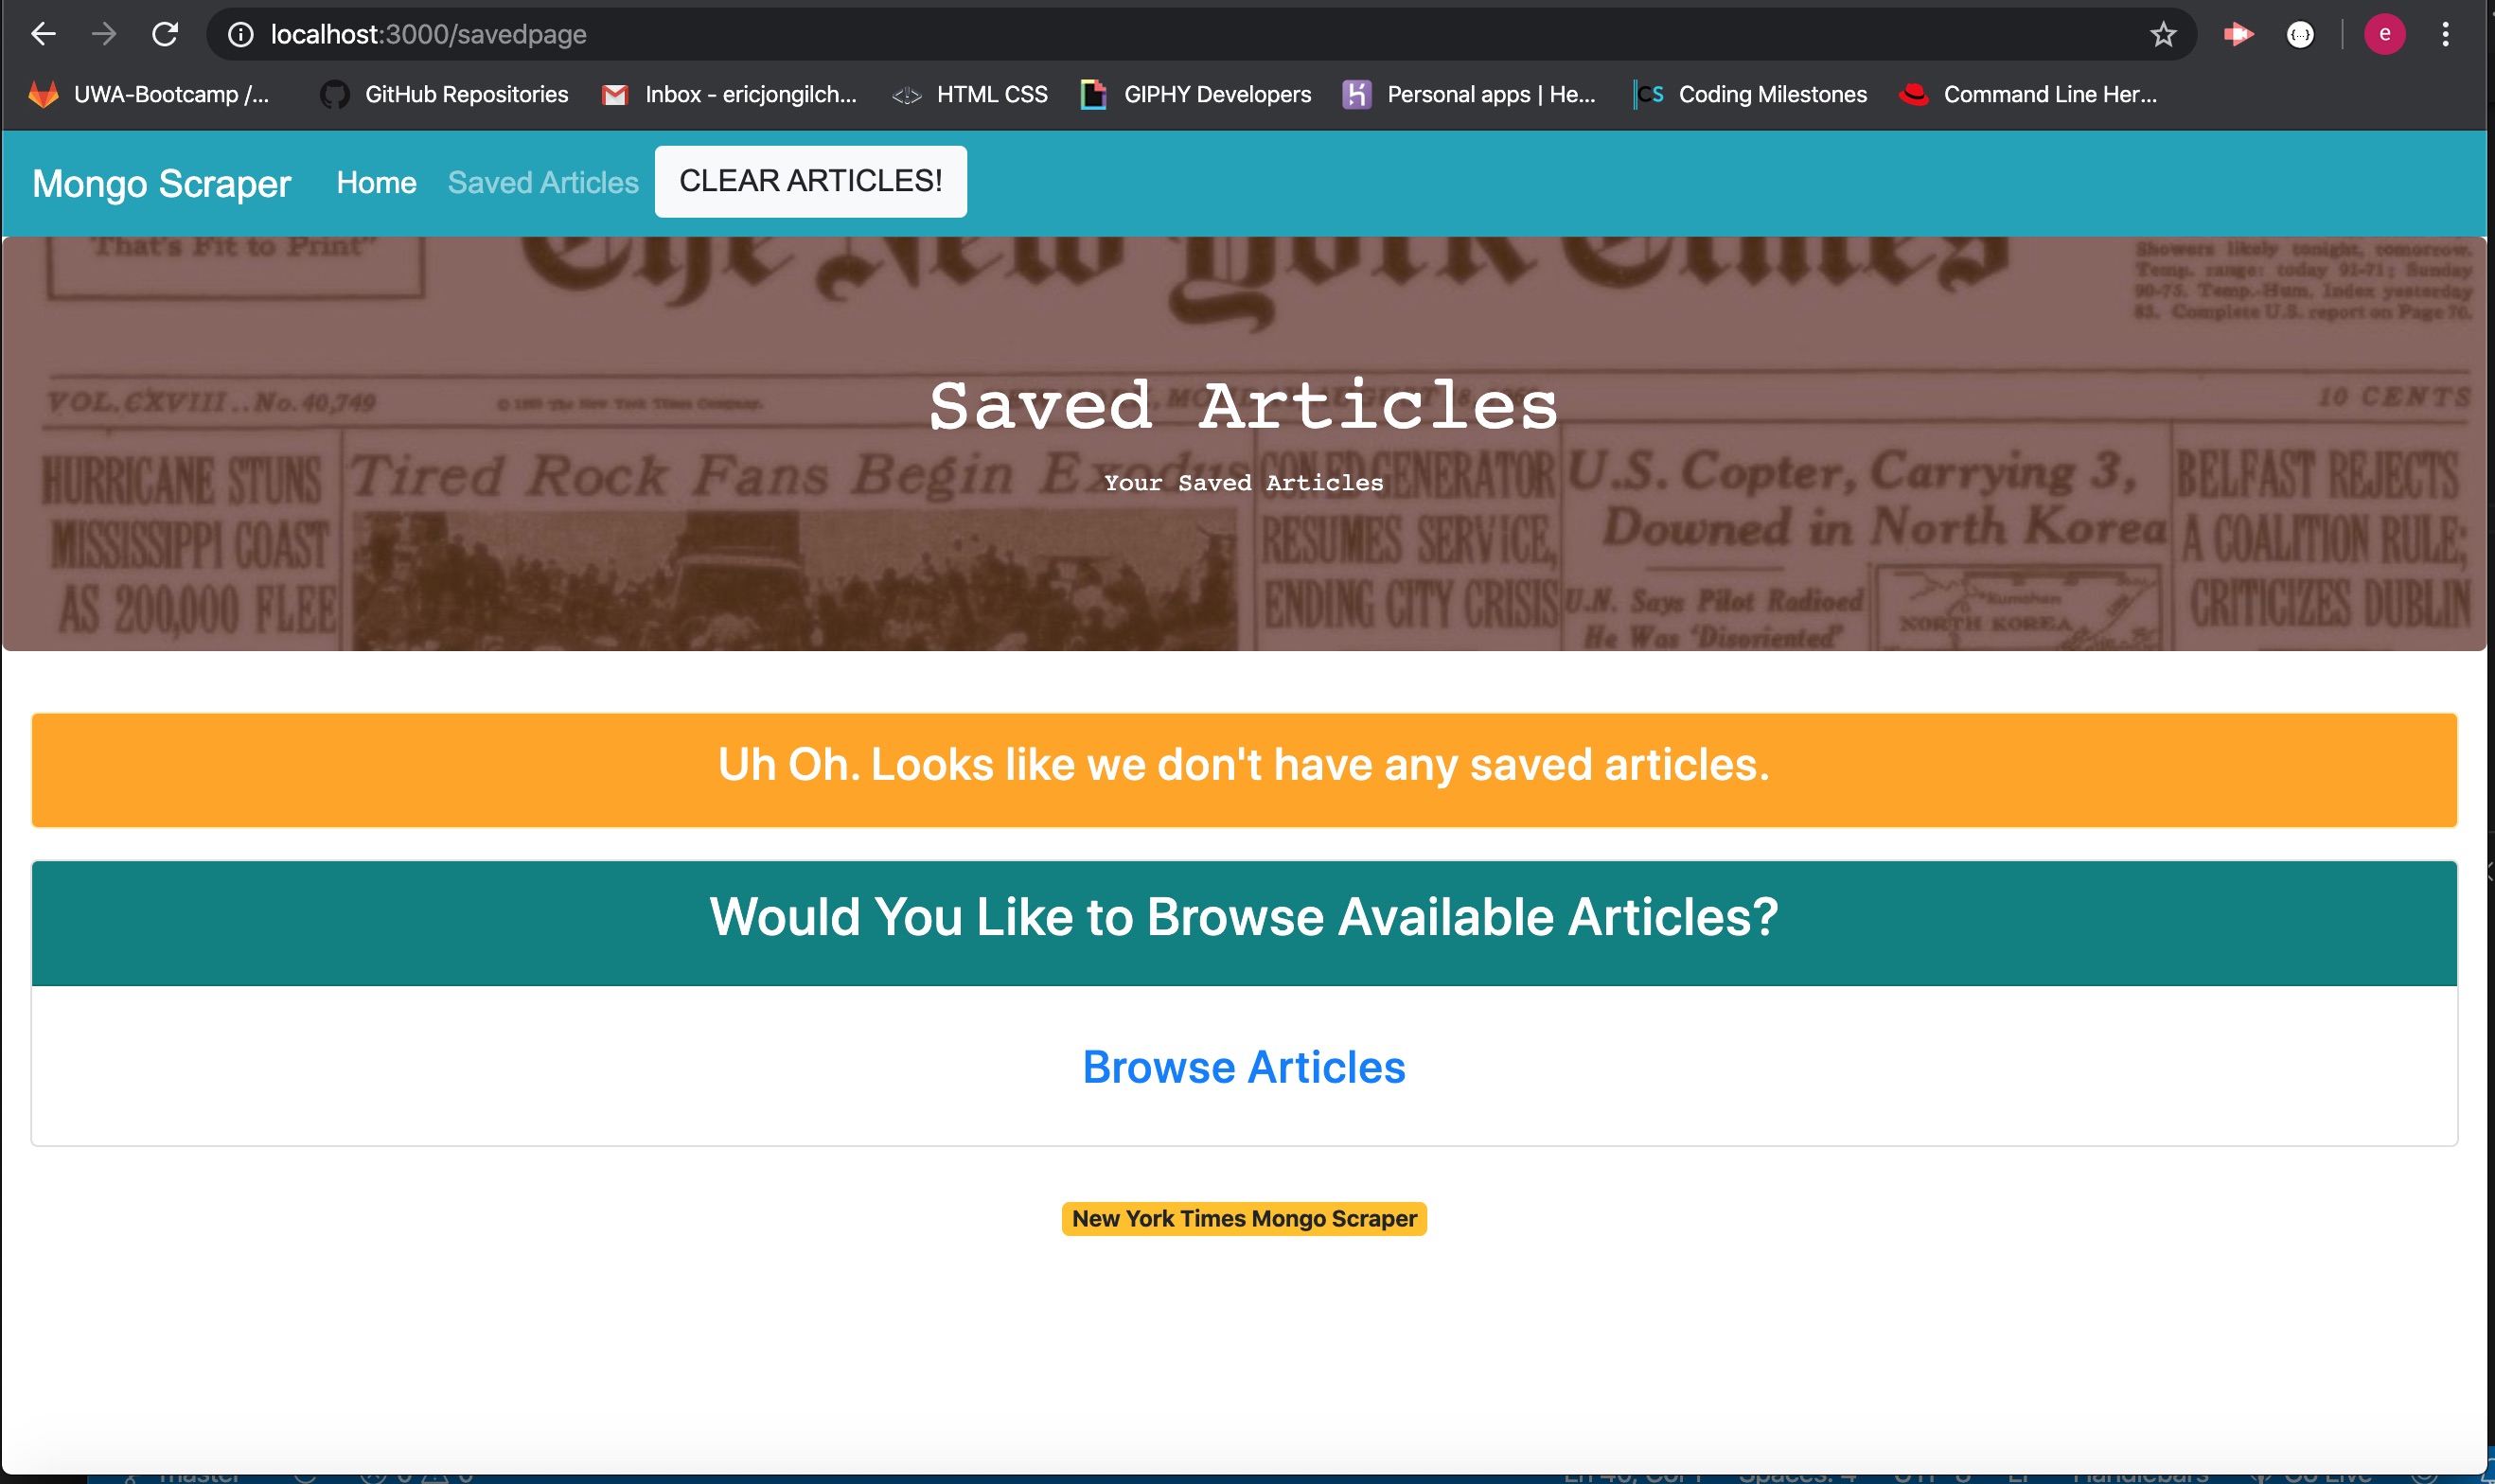 localhost:3000/savedpage
e
UWA-Bootcamp /... GitHub Repositories Inbox - ericjongilch... HTML CSS GIPHY Developers Personal apps | He... CS Coding Milestones Command Line Her...
Mongo Scraper Home Saved Articles CLEAR ARTICLES!
That's Fit to Print"
The New York Times
Showers likely tonight, tomorrow.
Temp. range: today 91-71; Sunday
90-75. Temp.-Hum. Index yesterday
83. Complete U.S. report on Page 70.
VOL.CXVIII..No.40,749
10 CENTS
Saved Articles
Your Saved Articles
HURRICANE STUNS
MISSISSIPPI COAST
AS 200,000 FLEE
Tired Rock Fans Begin Exodus
CON ED GENERATOR
RESUMES SERVICE,
ENDING CITY CRISIS
U.S. Copter, Carrying 3,
Downed in North Korea
U.N. Says Pilot Radioed
He Was 'Disoriented'
NORTH KOREA
BELFAST REJECTS
A COALITION RULE;
CRITICIZES DUBLIN
Uh Oh. Looks like we don't have any saved articles.
Would You Like to Browse Available Articles?
Browse Articles
New York Times Mongo Scraper